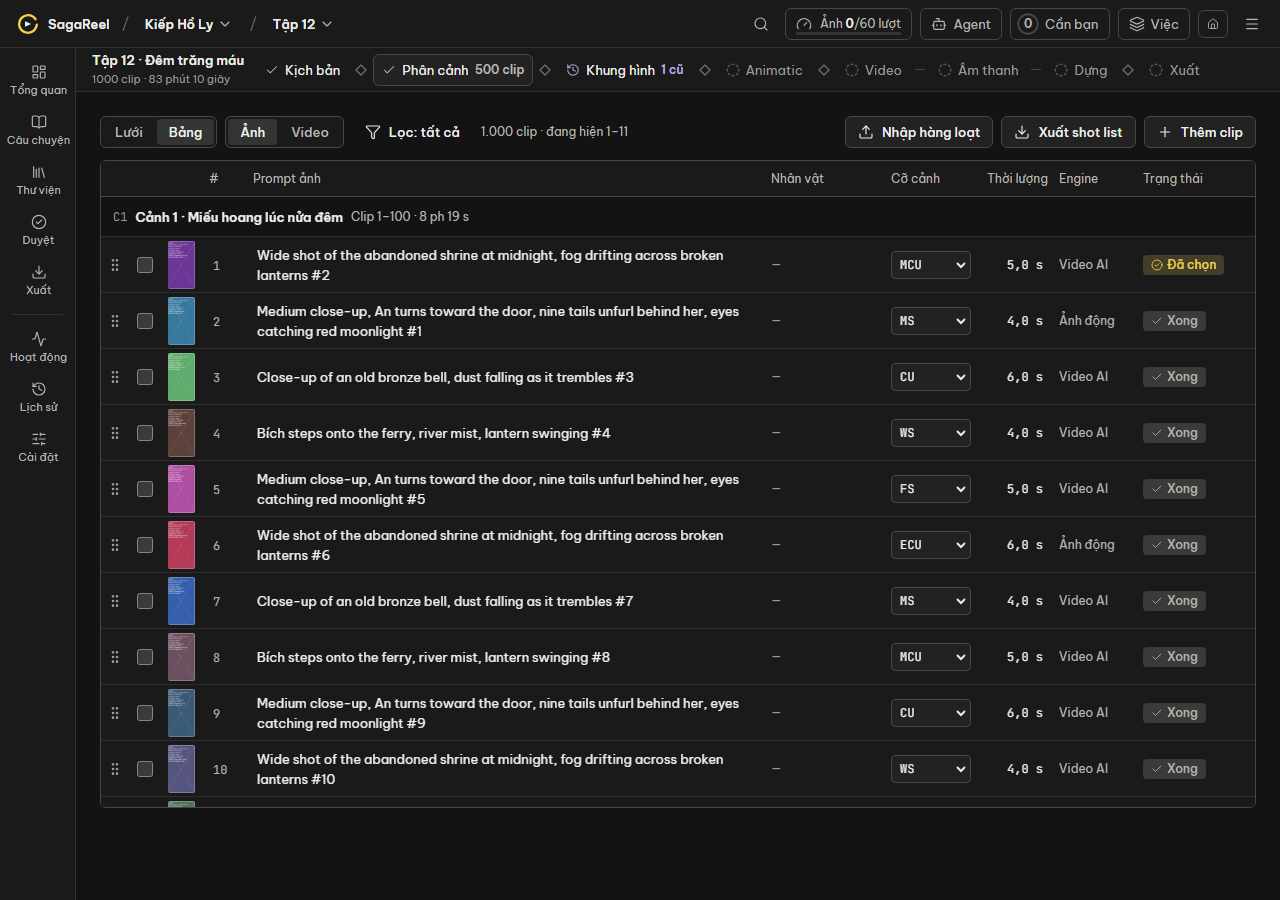 SagaReel / Kiếp Hồ Ly / Tập 12
Ảnh 0/60 lượt
Agent
0 Cần bạn
Việc
Tập 12 · Đêm trăng máu
1000 clip · 83 phút 10 giây
Kịch bản
Phân cảnh 500 clip
Khung hình 1 cũ
Animatic
Video
Âm thanh
Dựng
Xuất
Tổng quan
Câu chuyện
Thư viện
Duyệt
Xuất
Hoạt động
Lịch sử
Cài đặt
Lưới
Bảng
Ảnh
Video
Lọc: tất cả
1.000 clip · đang hiện 1–11
Nhập hàng loạt
Xuất shot list
Thêm clip
# Prompt ảnh Nhân vật Cỡ cảnh Thời lượng Engine Trạng thái
C1 Cảnh 1 · Miếu hoang lúc nửa đêm Clip 1–100 · 8 ph 19 s
1 Wide shot of the abandoned shrine at midnight, fog drifting across broken
lanterns #2
– MCU 5,0 s Video AI Đã chọn
2 Medium close-up, An turns toward the door, nine tails unfurl behind her, eyes
catching red moonlight #1
– MS 4,0 s Ảnh động Xong
3 Close-up of an old bronze bell, dust falling as it trembles #3 – CU 6,0 s Video AI Xong
4 Bích steps onto the ferry, river mist, lantern swinging #4 – WS 4,0 s Video AI Xong
5 Medium close-up, An turns toward the door, nine tails unfurl behind her, eyes
catching red moonlight #5
– FS 5,0 s Video AI Xong
6 Wide shot of the abandoned shrine at midnight, fog drifting across broken
lanterns #6
– ECU 6,0 s Ảnh động Xong
7 Close-up of an old bronze bell, dust falling as it trembles #7 – MS 4,0 s Video AI Xong
8 Bích steps onto the ferry, river mist, lantern swinging #8 – MCU 5,0 s Video AI Xong
9 Medium close-up, An turns toward the door, nine tails unfurl behind her, eyes
catching red moonlight #9
– CU 6,0 s Video AI Xong
10 Wide shot of the abandoned shrine at midnight, fog drifting across broken
lanterns #10
– WS 4,0 s Video AI Xong